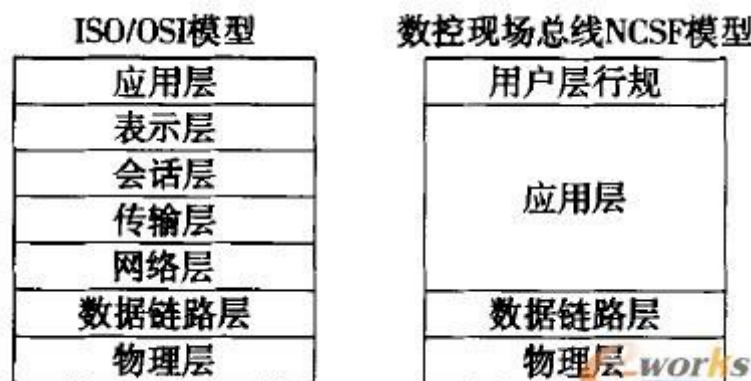 ISO/OSI模型
应用层
表示层
会话层
传输层
网络层
数据链路层
物理层
数控现场总线NCSF模型
用户层行规
应用层
数据链路层
物理层
e-works